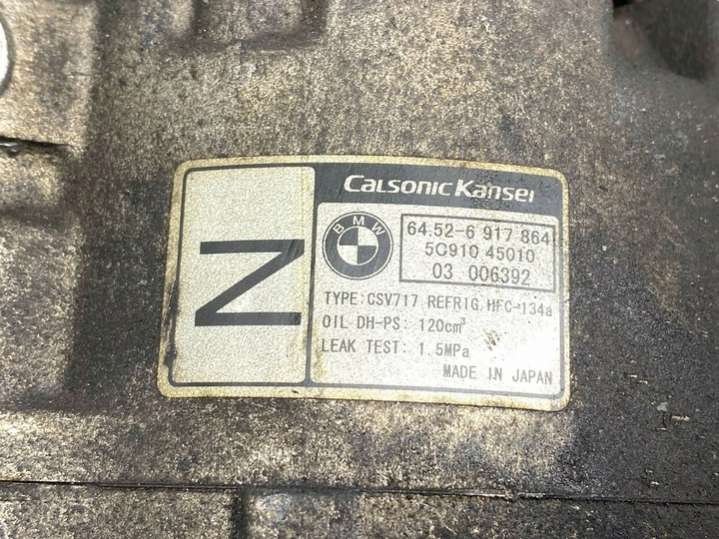 Calsonic Kansei
Z
BMW
64.52-6 917 864
5C910 45010
03 006392
TYPE:CSV717 REFRIG.HFC-134a
OIL DH-PS: 120cm³
LEAK TEST: 1.5MPa
MADE IN JAPAN